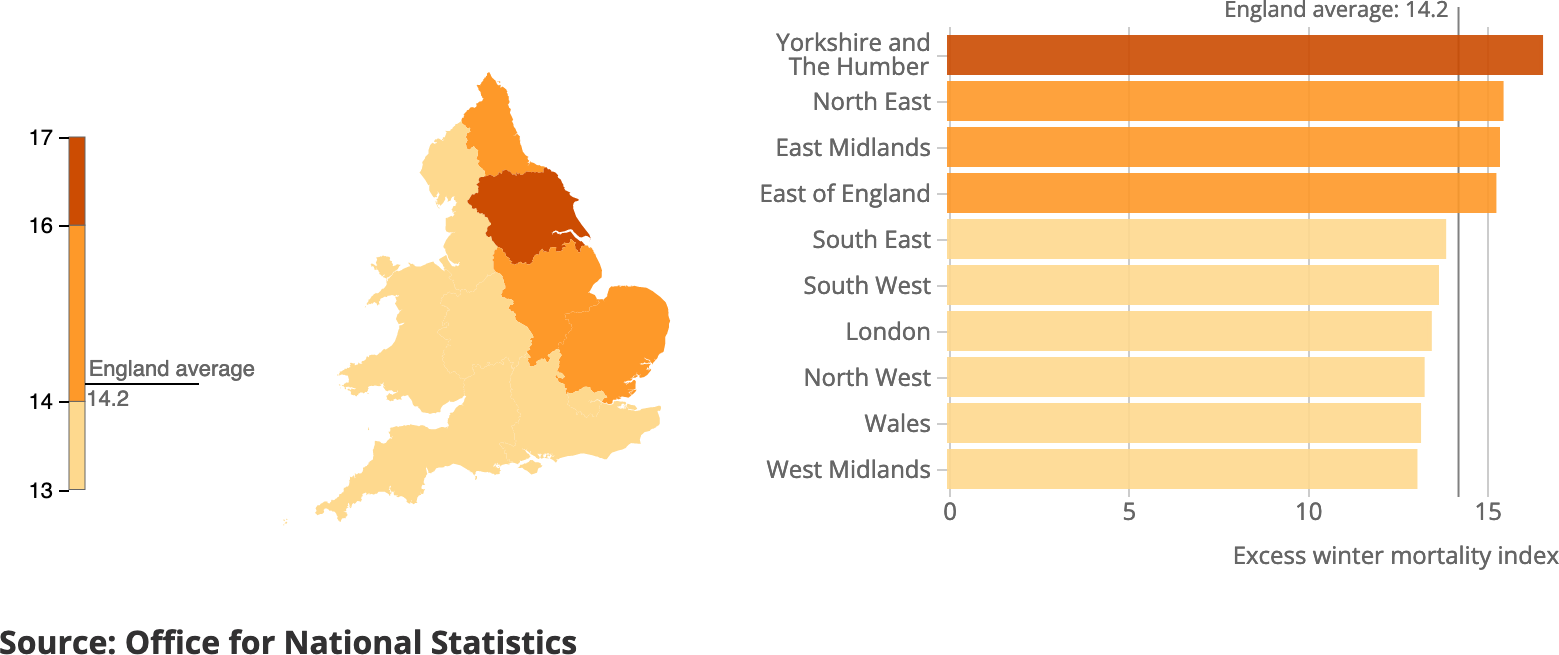 17
16
England average
14.2
14
13
England average: 14.2
Yorkshire and
The Humber
North East
East Midlands
East of England
South East
South West
London
North West
Wales
West Midlands
0 5 10 15
Excess winter mortality index
Source: Office for National Statistics